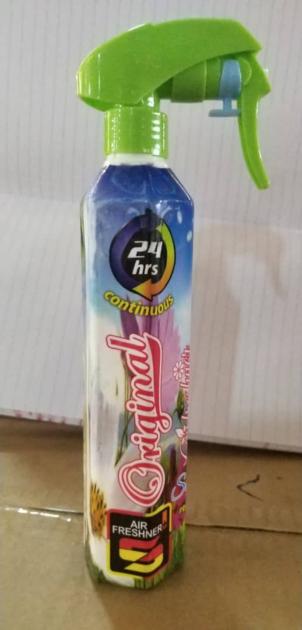 24
hrs
continuous
Original
AIR
FRESHNER